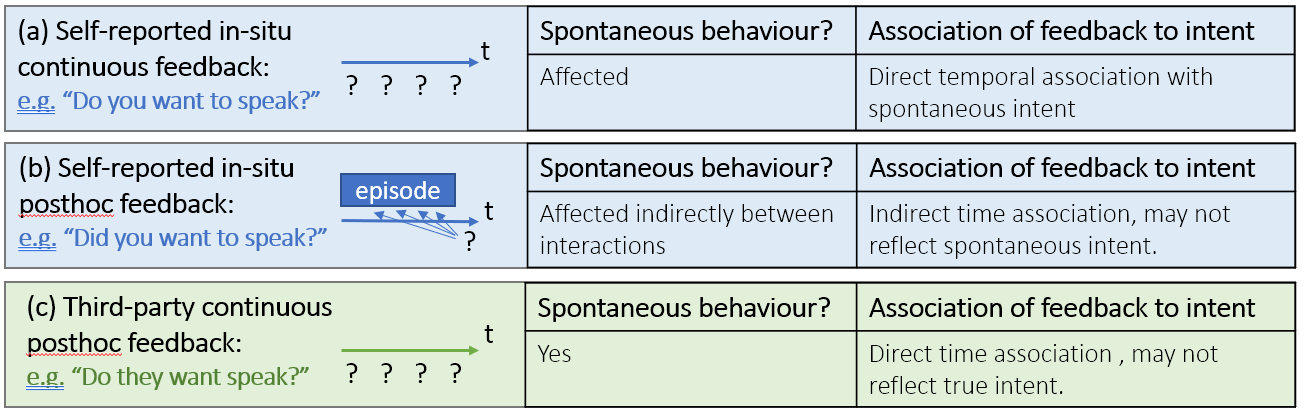 (a) Self-reported in-situ
continuous feedback:
e.g. “Do you want to speak?”
t
? ? ? ?
Spontaneous behaviour?
Association of feedback to intent
Affected
Direct temporal association with
spontaneous intent
(b) Self-reported in-situ
posthoc feedback:
e.g. “Did you want to speak?”
episode
t
?
Spontaneous behaviour?
Association of feedback to intent
Affected indirectly between
interactions
Indirect time association, may not
reflect spontaneous intent.
(c) Third-party continuous
posthoc feedback:
e.g. “Do they want speak?”
t
? ? ? ?
Spontaneous behaviour?
Association of feedback to intent
Yes
Direct time association , may not
reflect true intent.